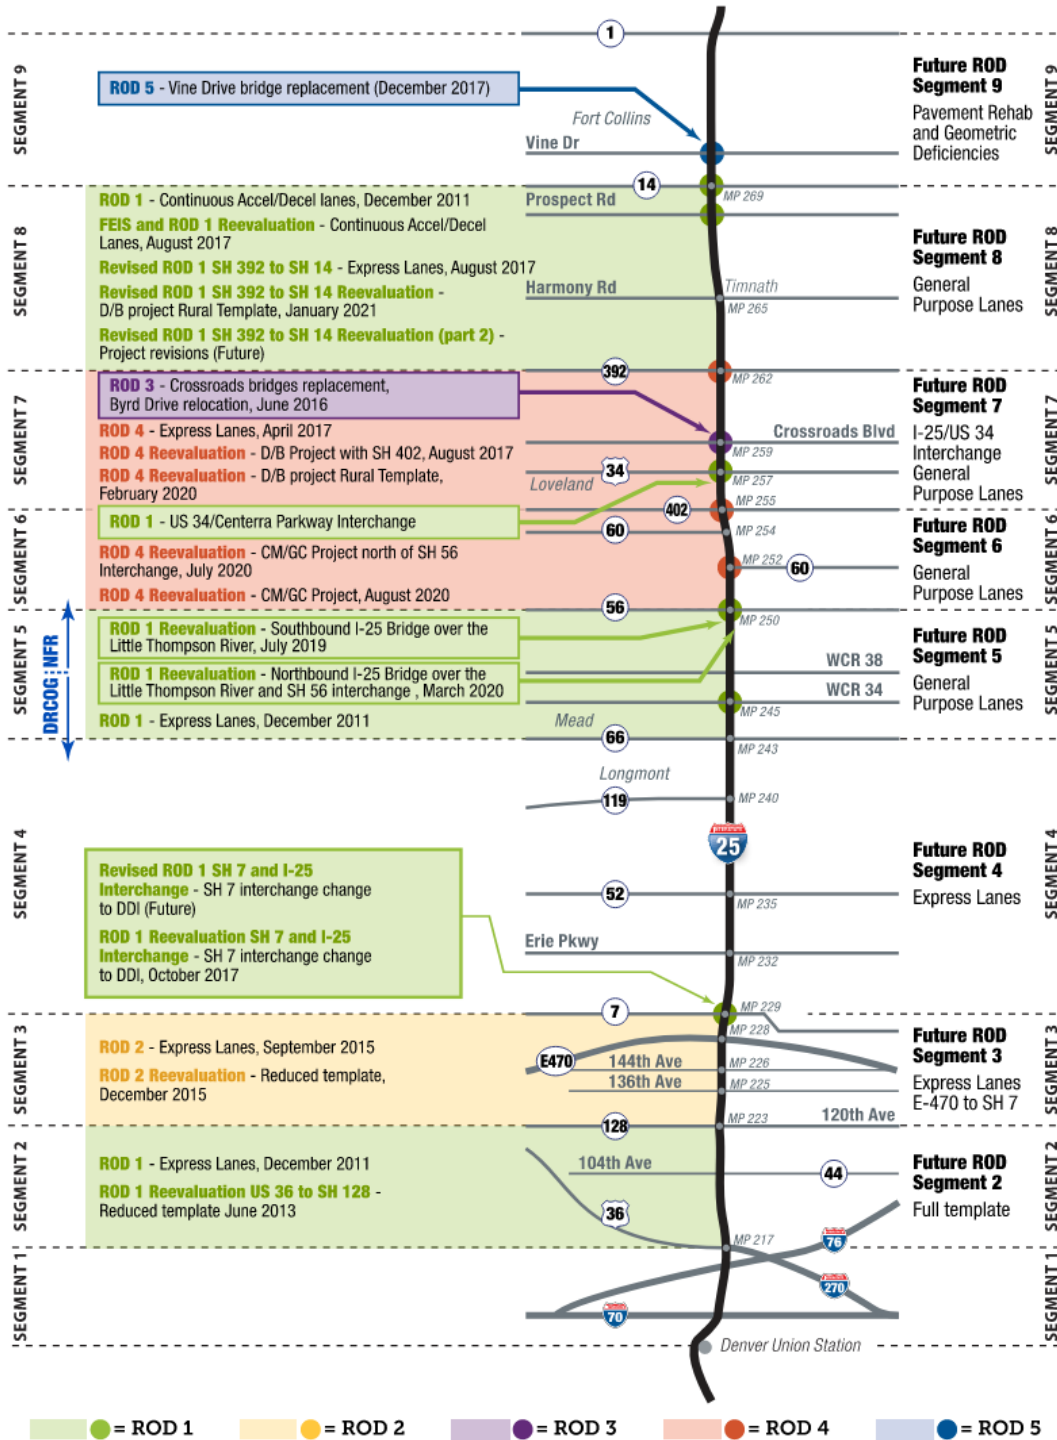 1
SEGMENT 9
ROD 5 - Vine Drive bridge replacement (December 2017)
Fort Collins
Vine Dr
Future ROD
Segment 9
Pavement Rehab
and Geometric
Deficiencies
SEGMENT 9
SEGMENT 8
ROD 1 - Continuous Accel/Decel lanes, December 2011
FEIS and ROD 1 Reevaluation - Continuous Accel/Decel
Lanes, August 2017
Revised ROD 1 SH 392 to SH 14 - Express Lanes, August 2017
Revised ROD 1 SH 392 to SH 14 Reevaluation -
D/B project Rural Template, January 2021
Revised ROD 1 SH 392 to SH 14 Reevaluation (part 2) -
Project revisions (Future)
14
MP 269
Prospect Rd
Harmony Rd
Timnath
MP 265
Future ROD
Segment 8
General
Purpose Lanes
SEGMENT 8
SEGMENT 7
ROD 3 - Crossroads bridges replacement,
Byrd Drive relocation, June 2016
ROD 4 - Express Lanes, April 2017
ROD 4 Reevaluation - D/B Project with SH 402, August 2017
ROD 4 Reevaluation - D/B project Rural Template,
February 2020
ROD 1 - US 34/Centerra Parkway Interchange
392
MP 262
Crossroads Blvd
MP 259
34
Loveland
MP 257
Future ROD
Segment 7
I-25/US 34
Interchange
General
Purpose Lanes
SEGMENT 7
SEGMENT 6
402
MP 255
60
MP 254
MP 252
60
ROD 4 Reevaluation - CM/GC Project north of SH 56
Interchange, July 2020
ROD 4 Reevaluation - CM/GC Project, August 2020
Future ROD
Segment 6
General
Purpose Lanes
SEGMENT 6
SEGMENT 5
DRCOG
NFR
56
MP 250
ROD 1 Reevaluation - Southbound I-25 Bridge over the
Little Thompson River, July 2019
ROD 1 Reevaluation - Northbound I-25 Bridge over the
Little Thompson River and SH 56 interchange , March 2020
ROD 1 - Express Lanes, December 2011
WCR 38
WCR 34
MP 245
Mead
66
MP 243
Future ROD
Segment 5
General
Purpose Lanes
SEGMENT 5
SEGMENT 4
Longmont
119
MP 240
25
Revised ROD 1 SH 7 and I-25
Interchange - SH 7 interchange change
to DDI (Future)
ROD 1 Reevaluation SH 7 and I-25
Interchange - SH 7 interchange change
to DDI, October 2017
52
MP 235
Erie Pkwy
MP 232
Future ROD
Segment 4
Express Lanes
SEGMENT 4
SEGMENT 3
7
MP 229
MP 228
ROD 2 - Express Lanes, September 2015
ROD 2 Reevaluation - Reduced template,
December 2015
E470
144th Ave
MP 226
136th Ave
MP 225
128
MP 223
120th Ave
Future ROD
Segment 3
Express Lanes
E-470 to SH 7
SEGMENT 3
SEGMENT 2
ROD 1 - Express Lanes, December 2011
ROD 1 Reevaluation US 36 to SH 128 -
Reduced template June 2013
104th Ave
44
36
MP 217
76
Future ROD
Segment 2
Full template
SEGMENT 2
SEGMENT 1
270
70
Denver Union Station
SEGMENT 1
= ROD 1
= ROD 2
= ROD 3
= ROD 4
= ROD 5